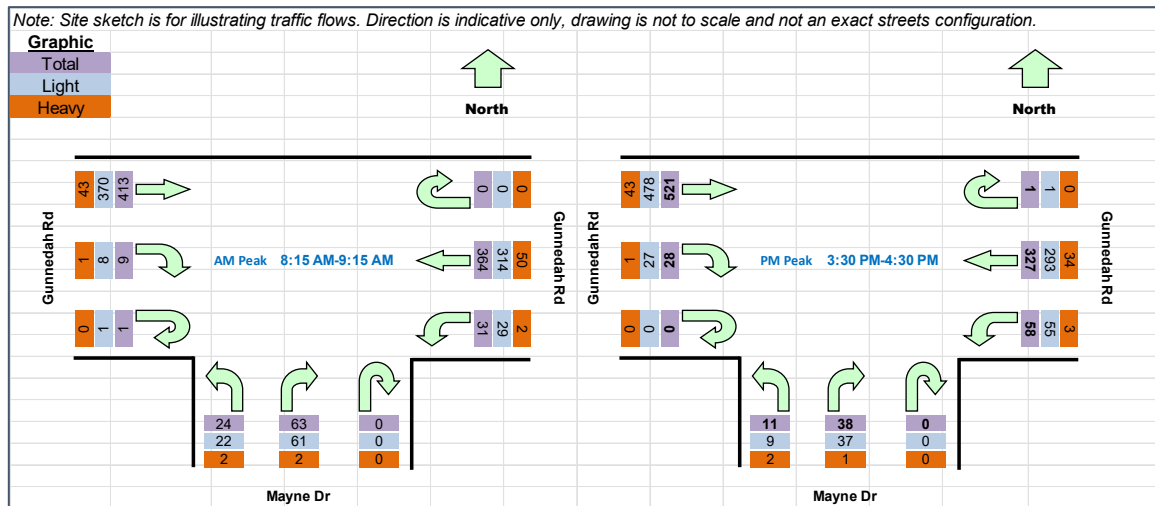 Note: Site sketch is for illustrating traffic flows. Direction is indicative only, drawing is not to scale and not an exact streets configuration.
Graphic
Total
Light
Heavy
North
North
43 370 413
0 0 0
43 478 521
1 1 0
Gunnedah Rd
1 8 9
AM Peak 8:15 AM-9:15 AM
364 314 50
Gunnedah Rd
Gunnedah Rd
1 27 28
PM Peak 3:30 PM-4:30 PM
327 293 34
Gunnedah Rd
0 1 1
31 29 2
0 0 0
58 55 3
24 63 0
11 38 0
22 61 0
9 37 0
2 2 0
2 1 0
Mayne Dr
Mayne Dr